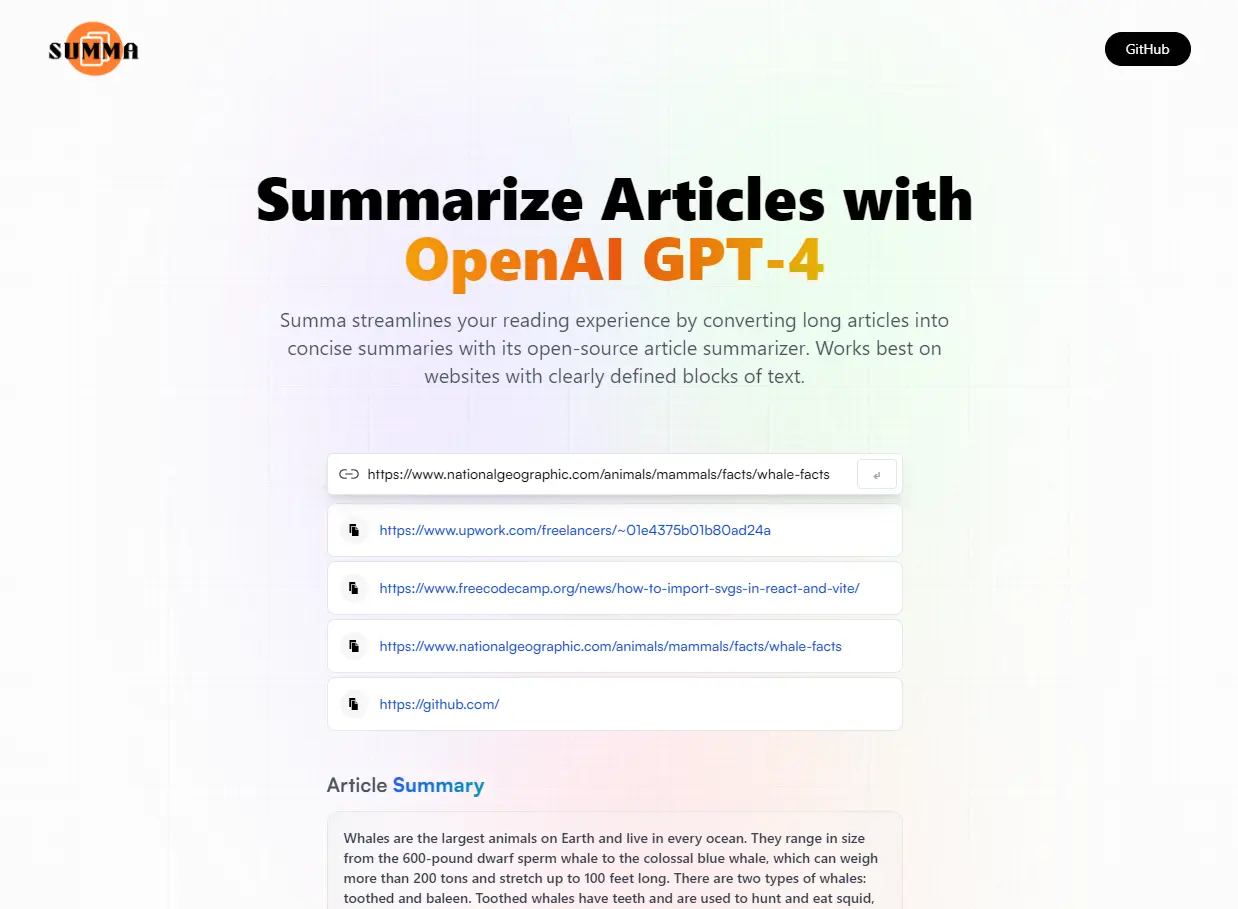 SUMMA
GitHub
Summarize Articles with
OpenAI GPT-4
Summa streamlines your reading experience by converting long articles into
concise summaries with its open-source article summarizer. Works best on
websites with clearly defined blocks of text.
https://www.nationalgeographic.com/animals/mammals/facts/whale-facts
https://www.upwork.com/freelancers/~01e4375b01b80ad24a
https://www.freecodecamp.org/news/how-to-import-svgs-in-react-and-vite/
https://www.nationalgeographic.com/animals/mammals/facts/whale-facts
https://github.com/
Article Summary
Whales are the largest animals on Earth and live in every ocean. They range in size
from the 600-pound dwarf sperm whale to the colossal blue whale, which can weigh
more than 200 tons and stretch up to 100 feet long. There are two types of whales:
toothed and baleen. Toothed whales have teeth and are used to hunt and eat squid,